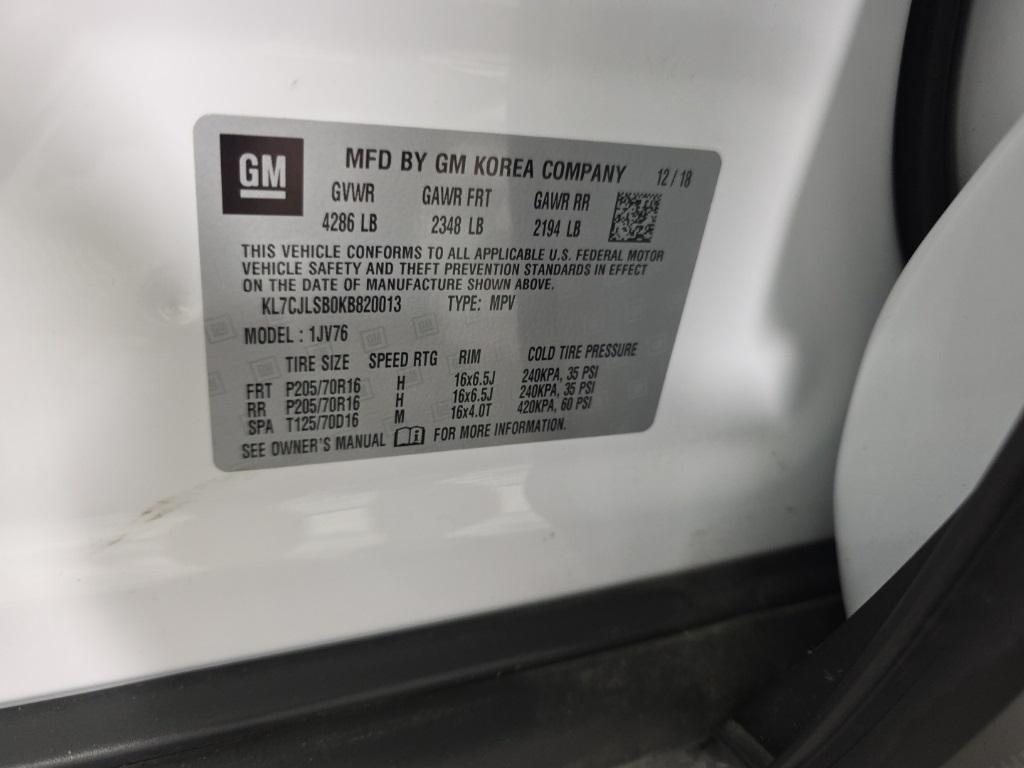 GM
MFD BY GM KOREA COMPANY 12/18
GVWR GAWR FRT GAWR RR
4286 LB 2348 LB 2194 LB
THIS VEHICLE CONFORMS TO ALL APPLICABLE U.S. FEDERAL MOTOR
VEHICLE SAFETY AND THEFT PREVENTION STANDARDS IN EFFECT
ON THE DATE OF MANUFACTURE SHOWN ABOVE.
KL7CJLSB0KB820013 TYPE: MPV
MODEL : 1JV76
TIRE SIZE SPEED RTG RIM COLD TIRE PRESSURE
FRT P205/70R16 H 16x6.5J 240KPA, 35 PSI
RR P205/70R16 H 16x6.5J 240KPA, 35 PSI
SPA T125/70D16 M 16x4.0T 420KPA, 60 PSI
SEE OWNER'S MANUAL FOR MORE INFORMATION.